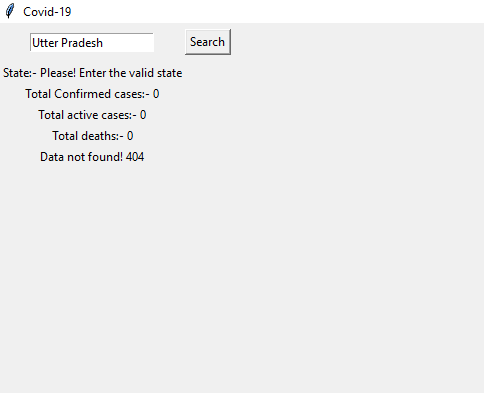 Covid-19
Utter Pradesh Search
State:- Please! Enter the valid state
Total Confirmed cases:- 0
Total active cases:- 0
Total deaths:- 0
Data not found! 404